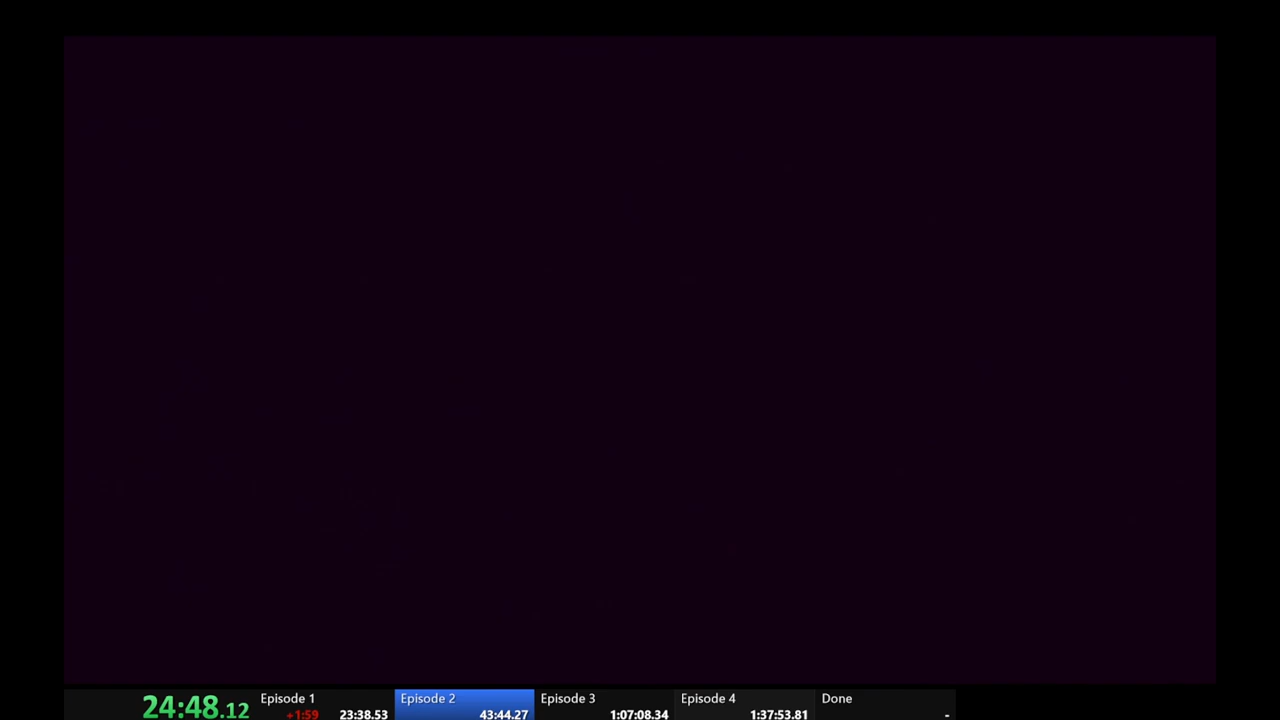 24:48.12
Episode 1
+1:59 23:38.53
Episode 2
43:44.27
Episode 3
1:07:08.34
Episode 4
1:37:53.81
Done
-